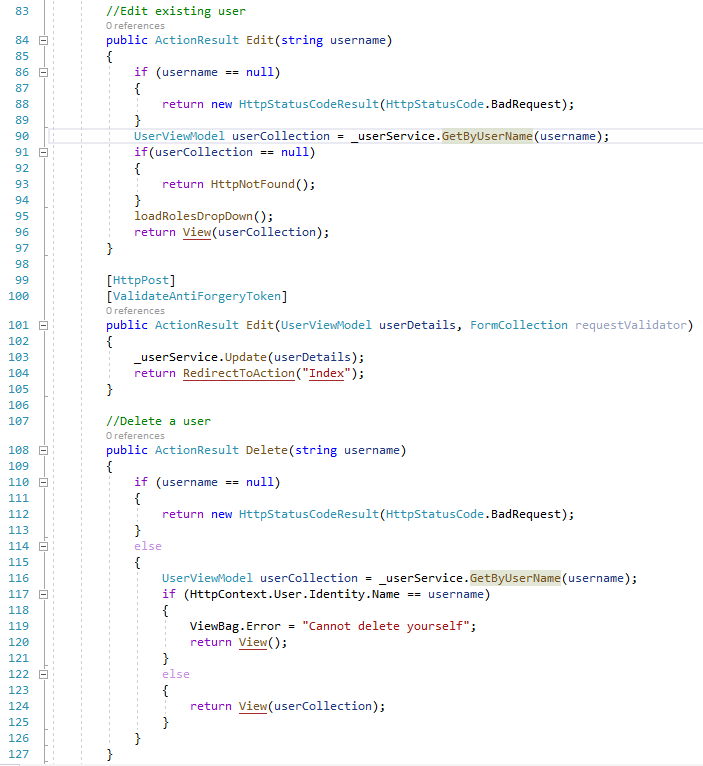 83 //Edit existing user
0 references
84 public ActionResult Edit(string username)
85 {
86 if (username == null)
87 {
88 return new HttpStatusCodeResult(HttpStatusCode.BadRequest);
89 }
90 UserViewModel userCollection = _userService.GetByUserName(username);
91 if(userCollection == null)
92 {
93 return HttpNotFound();
94 }
95 loadRolesDropDown();
96 return View(userCollection);
97 }
98
99 [HttpPost]
100 [ValidateAntiForgeryToken]
0 references
101 public ActionResult Edit(UserViewModel userDetails, FormCollection requestValidator)
102 {
103 _userService.Update(userDetails);
104 return RedirectToAction("Index");
105 }
106
107 //Delete a user
0 references
108 public ActionResult Delete(string username)
109 {
110 if (username == null)
111 {
112 return new HttpStatusCodeResult(HttpStatusCode.BadRequest);
113 }
114 else
115 {
116 UserViewModel userCollection = _userService.GetByUserName(username);
117 if (HttpContext.User.Identity.Name == username)
118 {
119 ViewBag.Error = "Cannot delete yourself";
120 return View();
121 }
122 else
123 {
124 return View(userCollection);
125 }
126 }
127 }